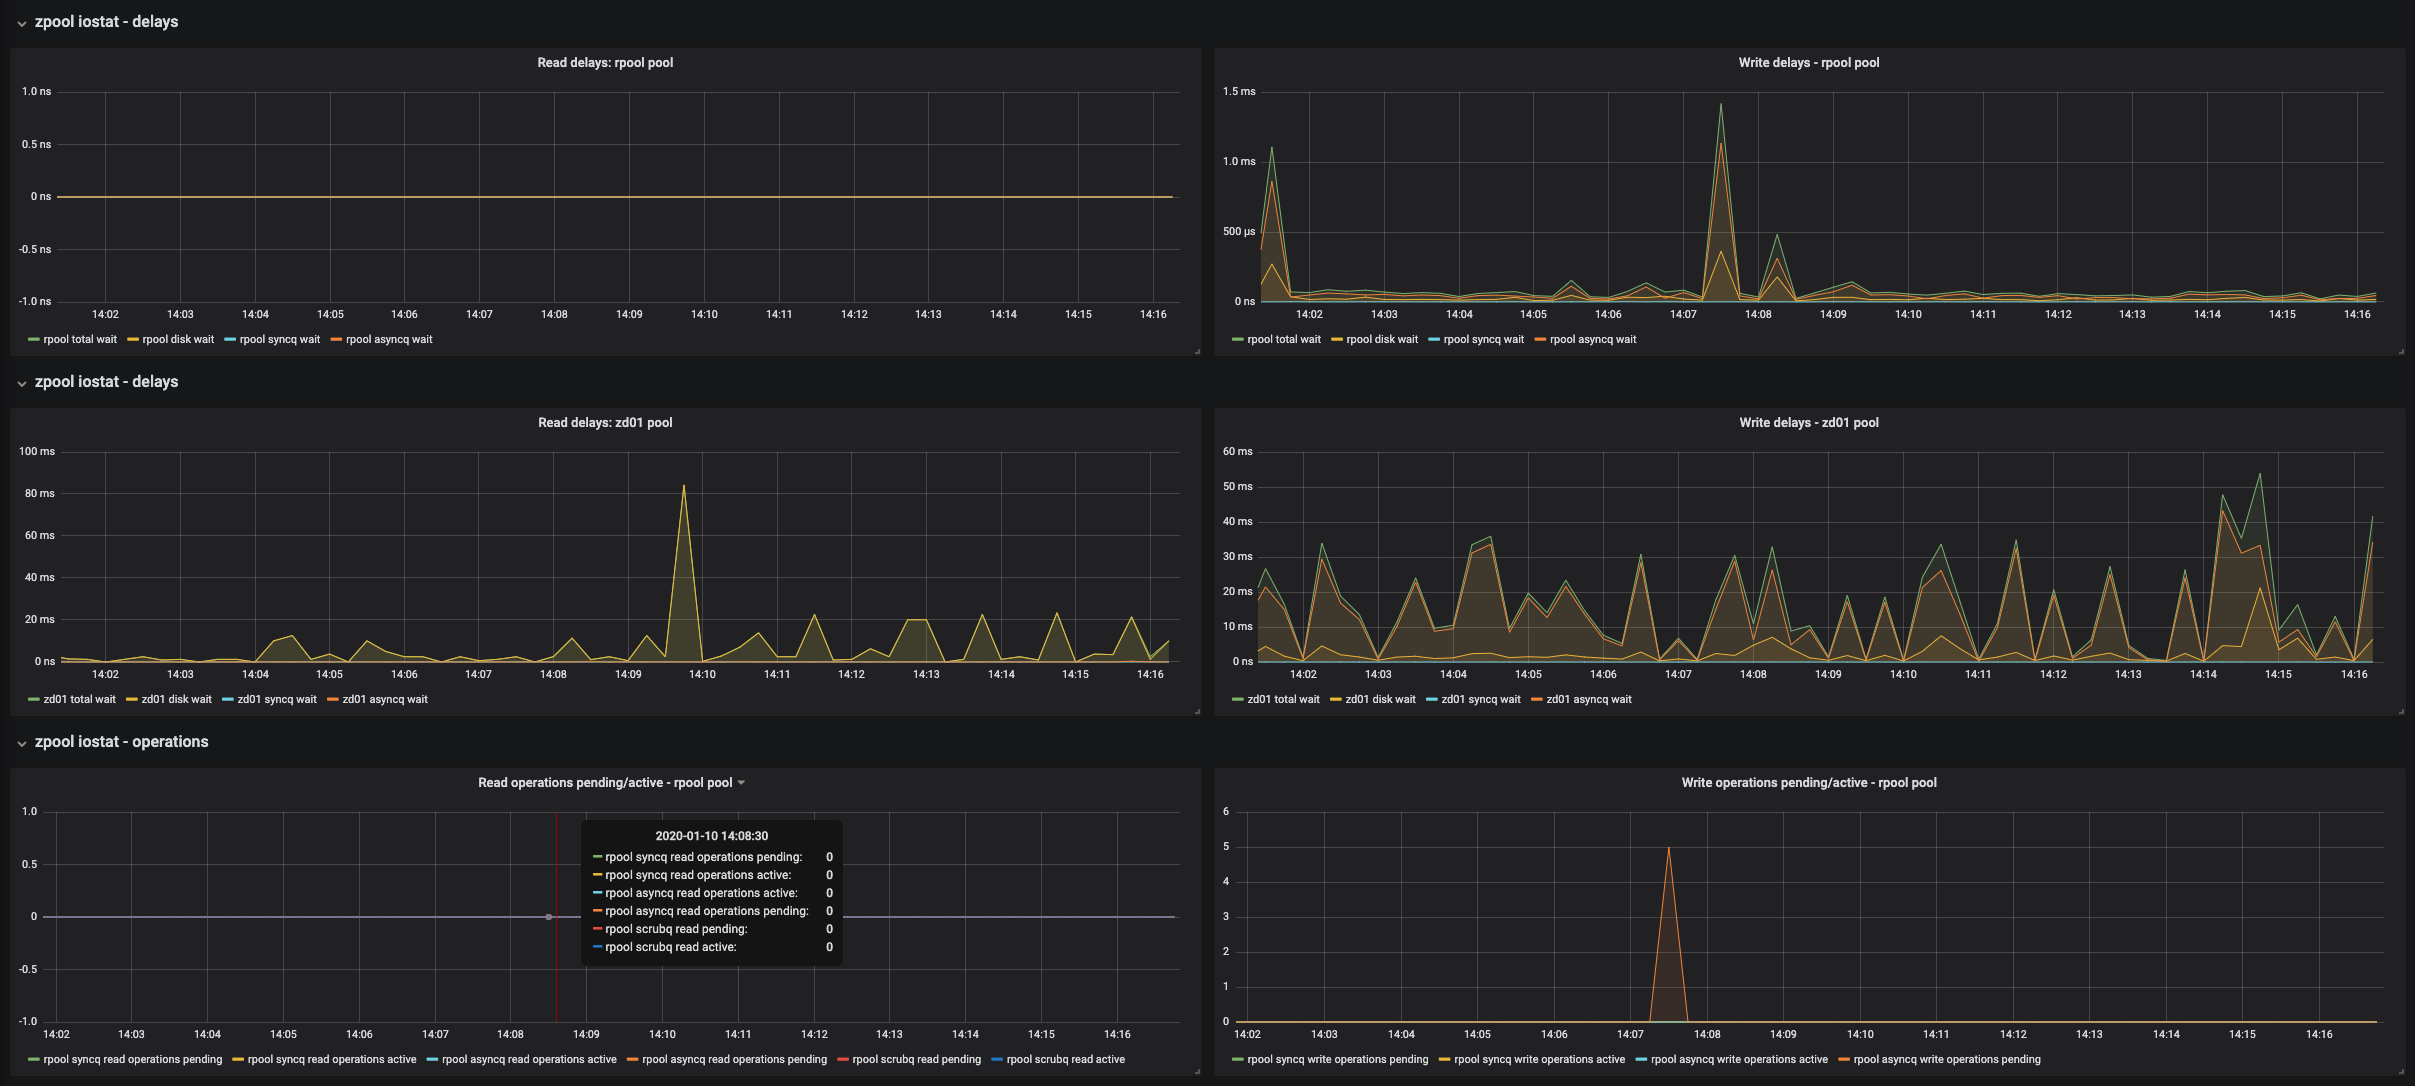 zpool iostat - delays
Read delays: rpool pool
1.0 ns
0.5 ns
0 ns
-0.5 ns
-1.0 ns
14:02 14:03 14:04 14:05 14:06 14:07 14:08 14:09 14:10 14:11 14:12 14:13 14:14 14:15 14:16
rpool total wait rpool disk wait rpool syncq wait rpool asyncq wait
Write delays - rpool pool
1.5 ms
1.0 ms
500 µs
0 ns
14:02 14:03 14:04 14:05 14:06 14:07 14:08 14:09 14:10 14:11 14:12 14:13 14:14 14:15 14:16
rpool total wait rpool disk wait rpool syncq wait rpool asyncq wait
zpool iostat - delays
Read delays: zd01 pool
100 ms
80 ms
60 ms
40 ms
20 ms
0 ns
14:02 14:03 14:04 14:05 14:06 14:07 14:08 14:09 14:10 14:11 14:12 14:13 14:14 14:15 14:16
zd01 total wait zd01 disk wait zd01 syncq wait zd01 asyncq wait
Write delays - zd01 pool
60 ms
50 ms
40 ms
30 ms
20 ms
10 ms
0 ns
14:02 14:03 14:04 14:05 14:06 14:07 14:08 14:09 14:10 14:11 14:12 14:13 14:14 14:15 14:16
zd01 total wait zd01 disk wait zd01 syncq wait zd01 asyncq wait
zpool iostat - operations
Read operations pending/active - rpool pool
1.0
0.5
0
-0.5
-1.0
2020-01-10 14:08:30
rpool syncq read operations pending: 0
rpool syncq read operations active: 0
rpool asyncq read operations active: 0
rpool asyncq read operations pending: 0
rpool scrubq read pending: 0
rpool scrubq read active: 0
14:02 14:03 14:04 14:05 14:06 14:07 14:08 14:09 14:10 14:11 14:12 14:13 14:14 14:15 14:16
rpool syncq read operations pending rpool syncq read operations active rpool asyncq read operations active rpool asyncq read operations pending rpool scrubq read pending rpool scrubq read active
Write operations pending/active - rpool pool
6
5
4
3
2
1
0
14:02 14:03 14:04 14:05 14:06 14:07 14:08 14:09 14:10 14:11 14:12 14:13 14:14 14:15 14:16
rpool syncq write operations pending rpool syncq write operations active rpool asyncq write operations active rpool asyncq write operations pending